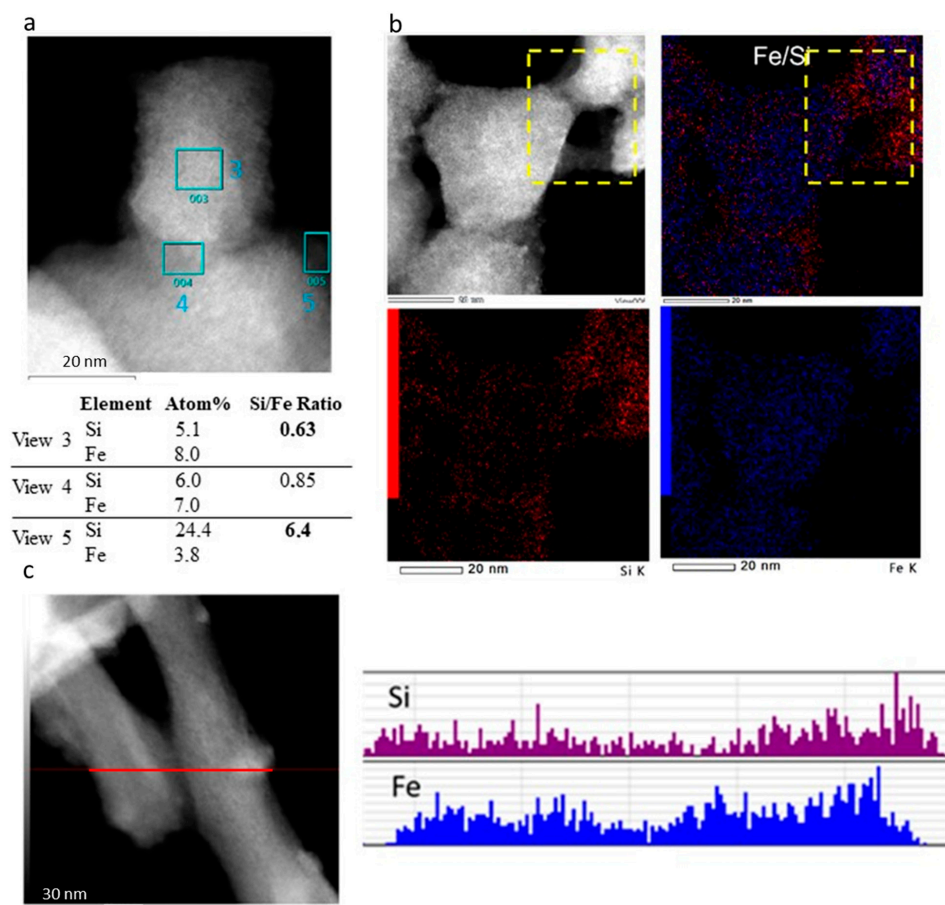 a
3
003
004
005
4
5
20 nm
Element Atom% Si/Fe Ratio
View 3 Si 5.1 0.63
Fe 8.0
View 4 Si 6.0 0.85
Fe 7.0
View 5 Si 24.4 6.4
Fe 3.8
b
Fe/Si
20 nm
20 nm
Si K
20 nm
Fe K
c
30 nm
Si
Fe